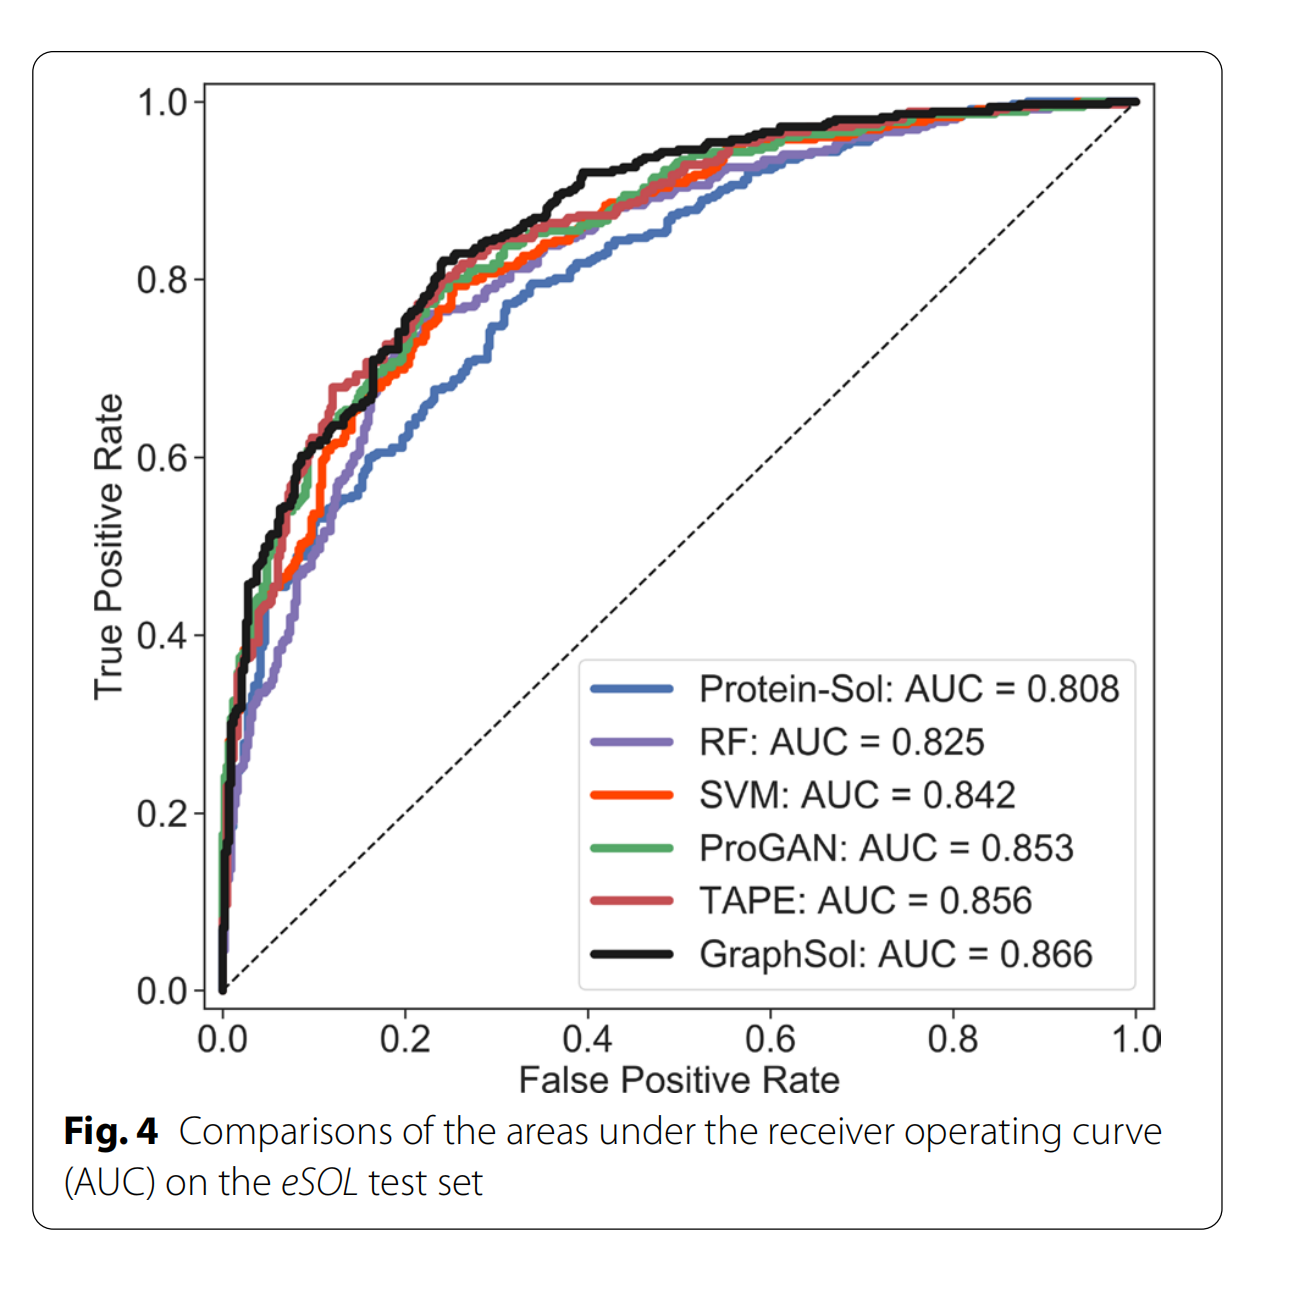 1.0
0.8
0.6
0.4
0.2
0.0
True Positive Rate
Protein-Sol: AUC = 0.808
RF: AUC = 0.825
SVM: AUC = 0.842
ProGAN: AUC = 0.853
TAPE: AUC = 0.856
GraphSol: AUC = 0.866
0.0 0.2 0.4 0.6 0.8 1.0
False Positive Rate
Fig. 4 Comparisons of the areas under the receiver operating curve
(AUC) on the eSOL test set